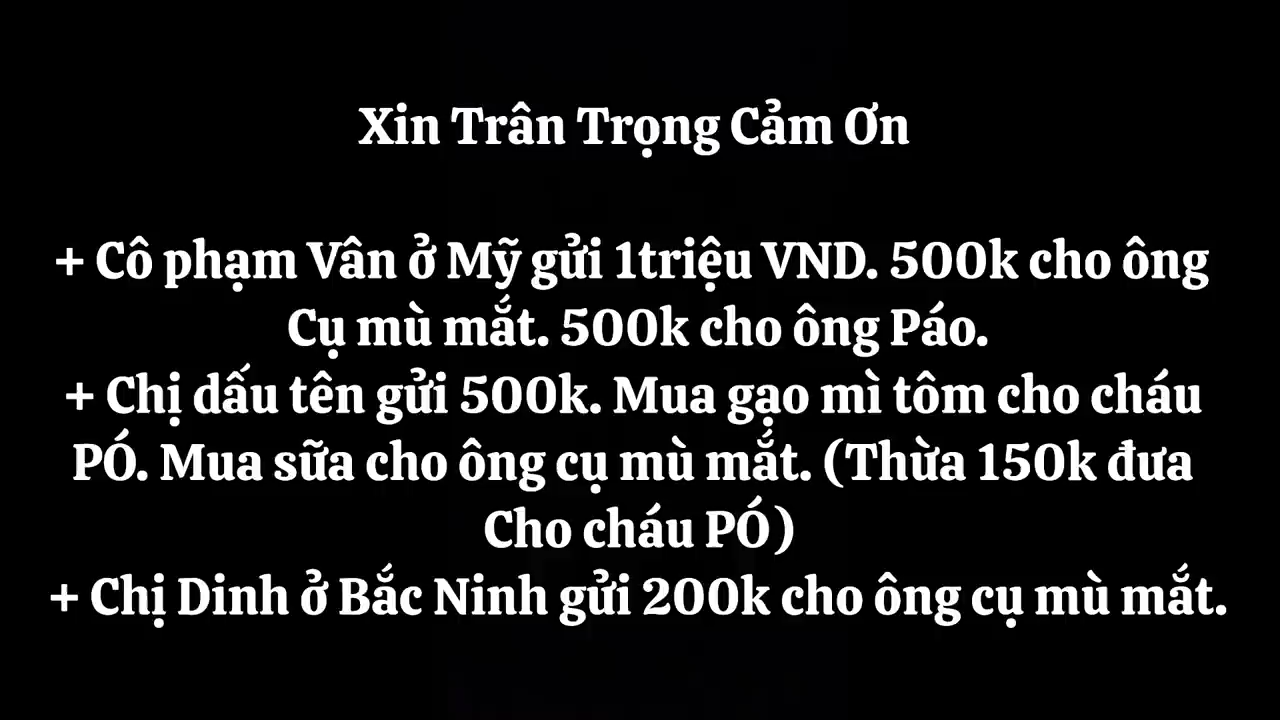 Xin Trân Trọng Cảm Ơn
+ Cô phạm Vân ở Mỹ gửi 1triệu VND. 500k cho ông
Cụ mù mắt. 500k cho ông Páo.
+ Chị dấu tên gửi 500k. Mua gạo mì tôm cho cháu
PÓ. Mua sữa cho ông cụ mù mắt. (Thừa 150k đưa
Cho cháu PÓ)
+ Chị Dinh ở Bắc Ninh gửi 200k cho ông cụ mù mắt.